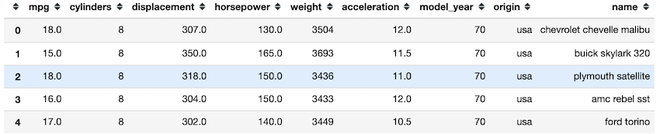 mpg cylinders displacement horsepower weight acceleration model_year origin name
0 18.0 8 307.0 130.0 3504 12.0 70 usa chevrolet chevelle malibu
1 15.0 8 350.0 165.0 3693 11.5 70 usa buick skylark 320
2 18.0 8 318.0 150.0 3436 11.0 70 usa plymouth satellite
3 16.0 8 304.0 150.0 3433 12.0 70 usa amc rebel sst
4 17.0 8 302.0 140.0 3449 10.5 70 usa ford torino